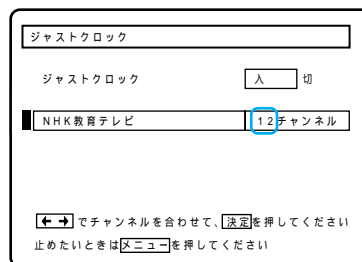 ジャストクロック
ジャストクロック 入 切
NHK教育テレビ 12チャンネル
← → でチャンネルを合わせて、決定を押してください
止めたいときはメニューを押してください